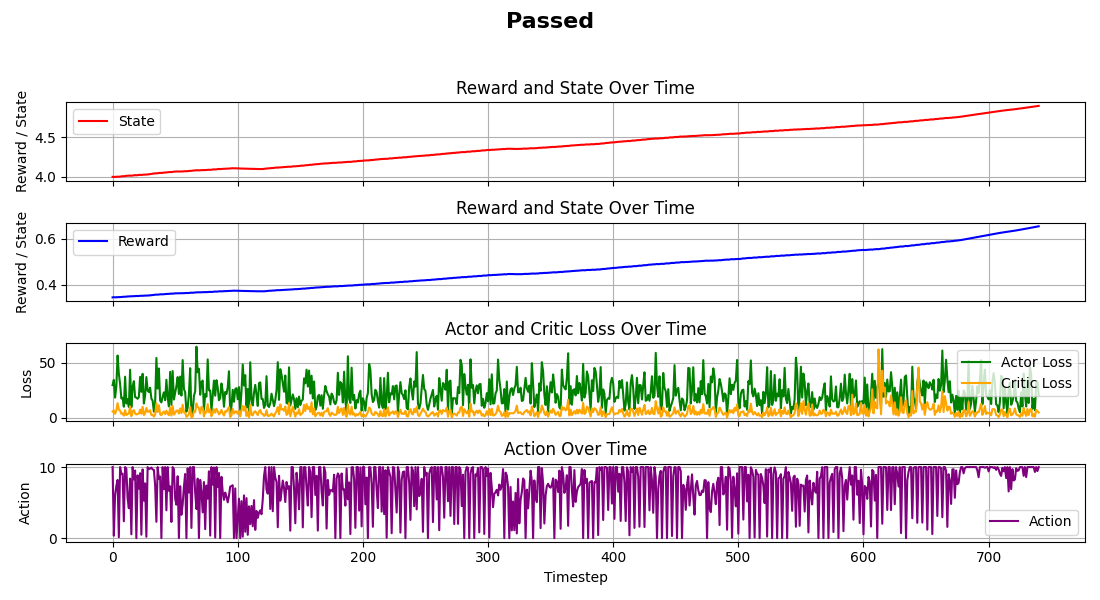 Passed
Reward and State Over Time
Reward / State
4.5
4.0
State
Reward and State Over Time
Reward / State
0.6
0.4
Reward
Actor and Critic Loss Over Time
Loss
50
0
Actor Loss
Critic Loss
Action Over Time
Action
10
0
Action
0 100 200 300 400 500 600 700
Timestep